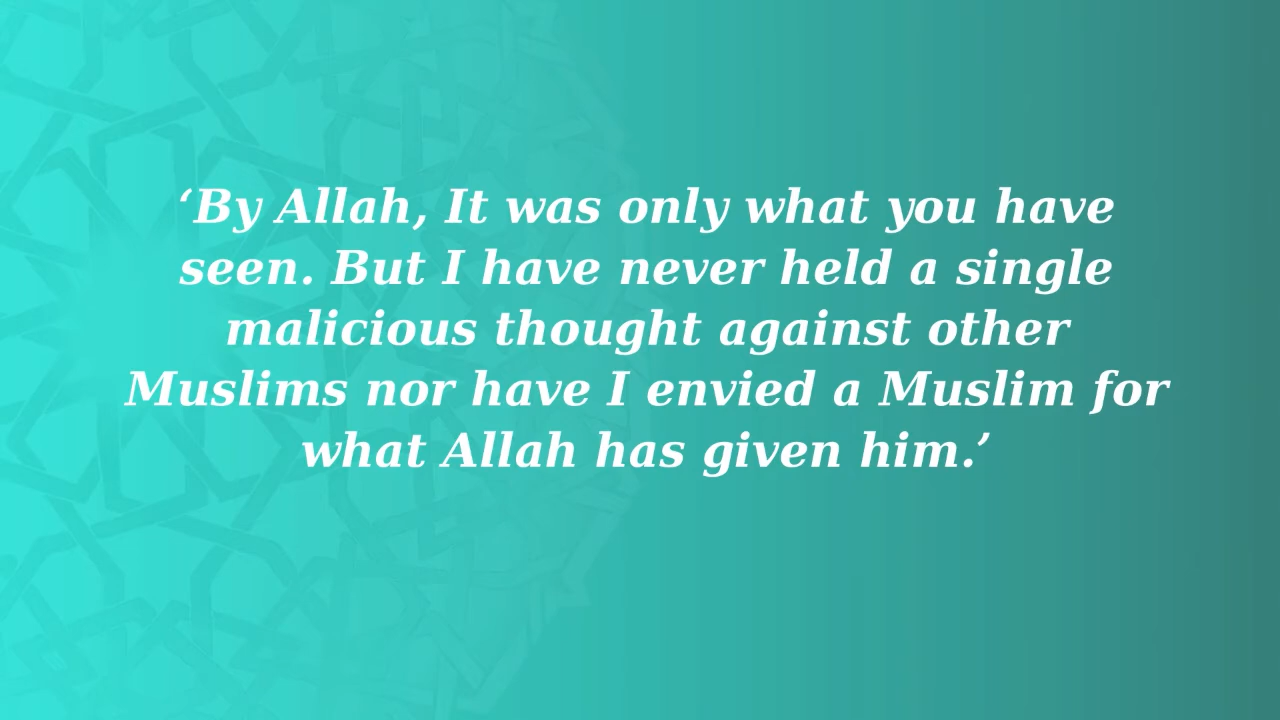 ‘By Allah, It was only what you have
seen. But I have never held a single
malicious thought against other
Muslims nor have I envied a Muslim for
what Allah has given him.’